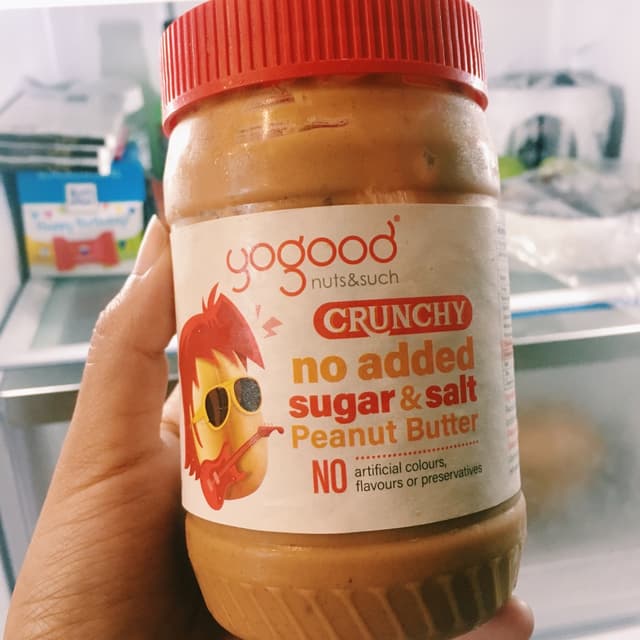 yogood®
nuts&such
CRUNCHY
no added
sugar & salt
Peanut Butter
NO artificial colours,
flavours or preservatives